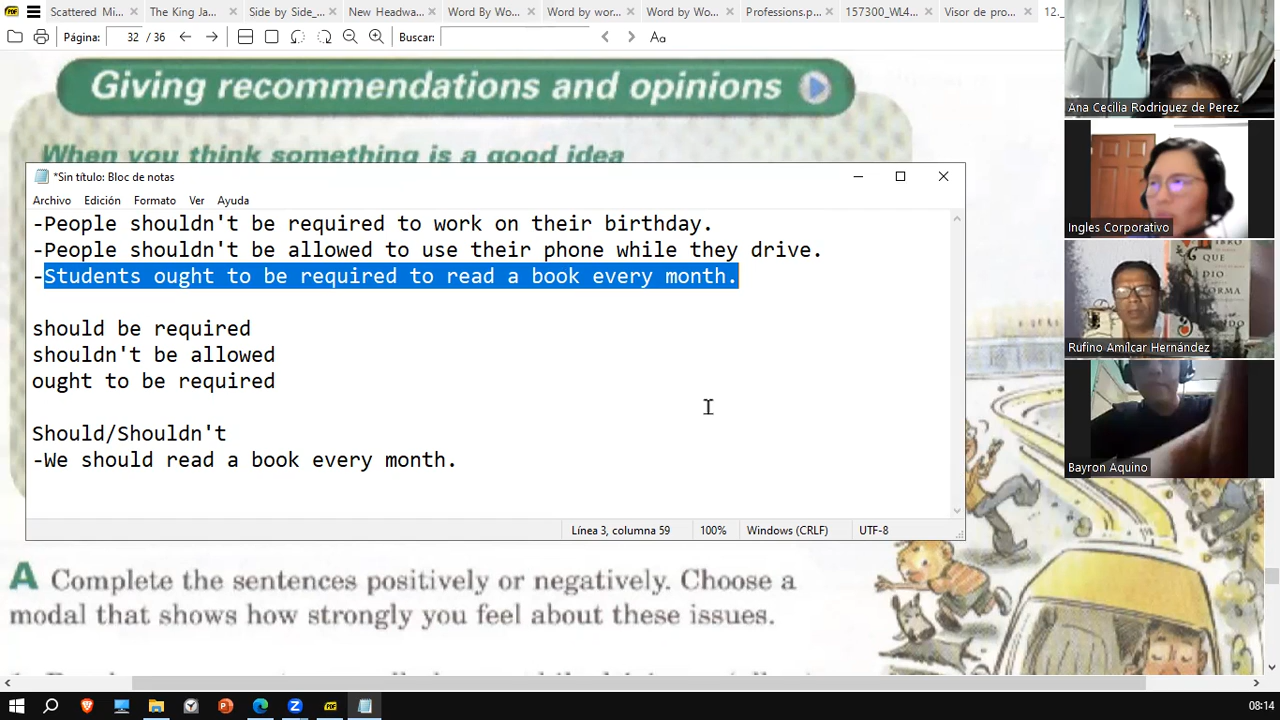 Scattered Mi...
The King Ja...
Side by Side_...
New Headwa...
Word By Wo...
Word by wor...
Word by Wo...
Professions.p...
157300_WL4...
Visor de pro...
12._
Página:
32 / 36
Buscar:
Aa
Giving recommendations and opinions
When you think something is a good idea
*Sin título: Bloc de notas
Archivo Edición Formato Ver Ayuda
-People shouldn't be required to work on their birthday.
-People shouldn't be allowed to use their phone while they drive.
-Students ought to be required to read a book every month.
should be required
shouldn't be allowed
ought to be required
Should/Shouldn't
-We should read a book every month.
Línea 3, columna 59
100%
Windows (CRLF)
UTF-8
A Complete the sentences positively or negatively. Choose a
modal that shows how strongly you feel about these issues.
Ana Cecilia Rodriguez de Perez
Ingles Corporativo
QUE
DIO
FORMA
Rufino Amílcar Hernández
Bayron Aquino
08:14